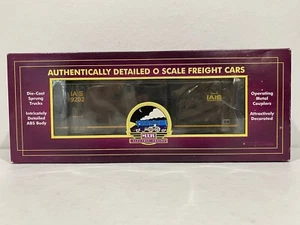 AUTHENTICALLY DETAILED O SCALE FREIGHT CARS
Die-Cast
Sprung
Trucks
Intricately
Detailed
ABS Body
IAIS
IAIS
Operating
Metal
Couplers
Attractively
Decorated
M.T.H.